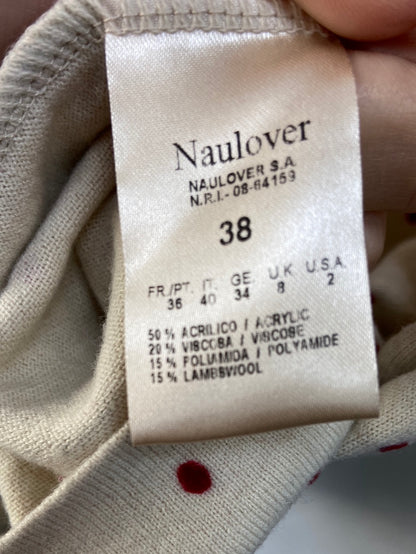 Naulover
NAULOVER S.A.
N.R.I.- 08-64159
38
FR./PT. IT. GE. U.K U.S.A.
36 40 34 8 2
50 % ACRILICO / ACRYLIC
20 % VISCOSA / VISCOSE
15 % POLIAMIDA / POLYAMIDE
15 % LAMBSWOOL